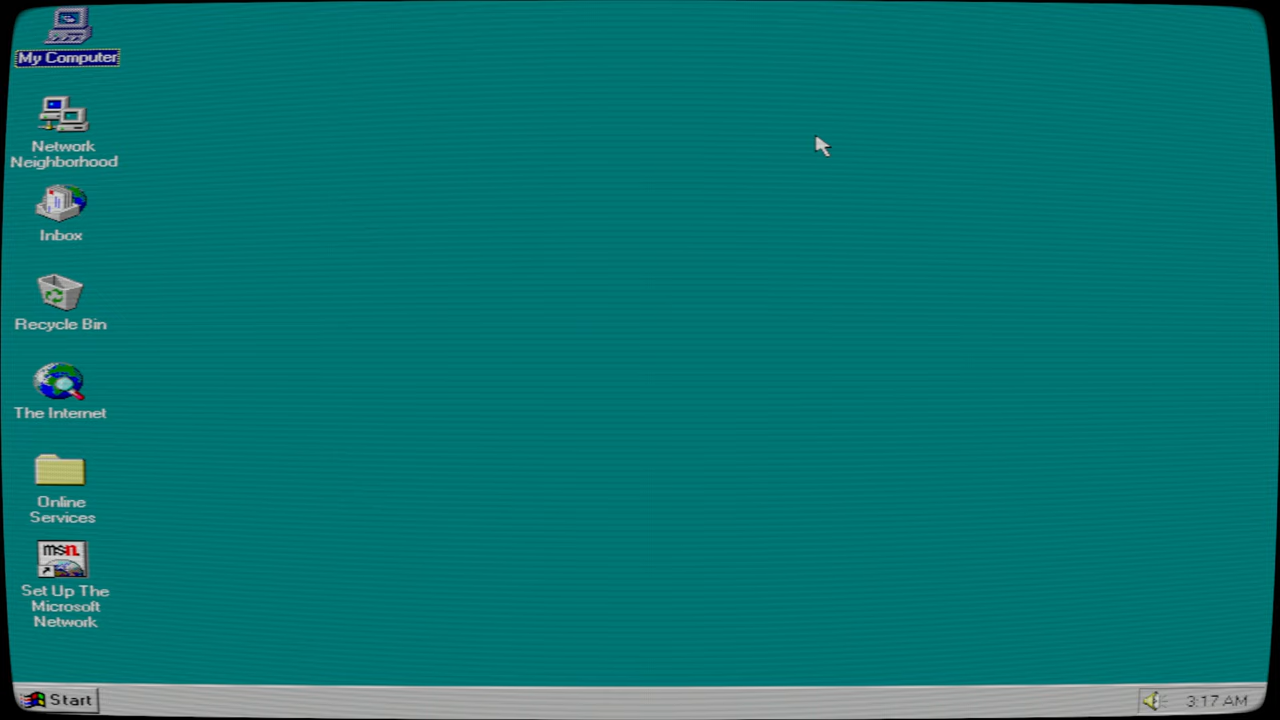 My Computer
Network
Neighborhood
Inbox
Recycle Bin
The Internet
Online
Services
msn.
Set Up The
Microsoft
Network
Start
3:17 AM